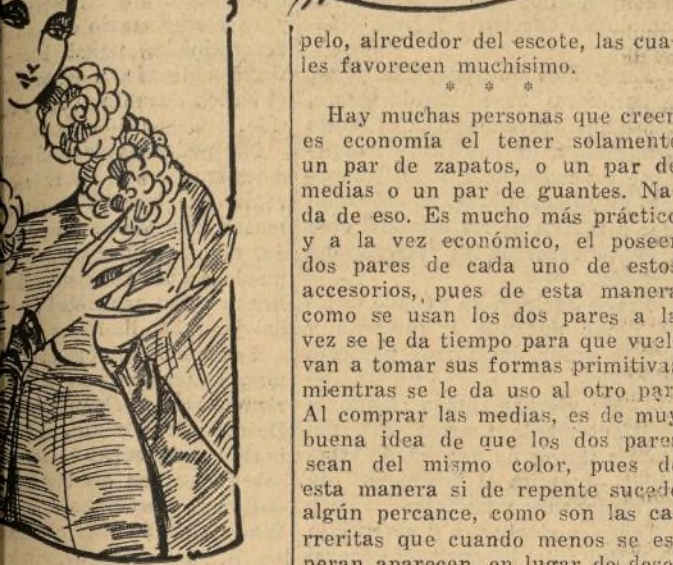 pelo, alrededor del escote, las cua-
les favorecen muchísimo.
* * *
Hay muchas personas que creen
es economía el tener solamente
un par de zapatos, o un par de
medias o un par de guantes. Na-
da de eso. Es mucho más práctico
y a la vez económico, el poseer
dos pares de cada uno de estos
accesorios, pues de esta manera
como se usan los dos pares a la
vez se le da tiempo para que vuel-
van a tomar sus formas primitivas
mientras se le da uso al otro par.
Al comprar las medias, es de muy
buena idea de que los dos pares
sean del mismo color, pues de
esta manera si de repente sucede
algún percance, como son las ca-
rreritas que cuando menos se es-
peran aparecen, en lugar de